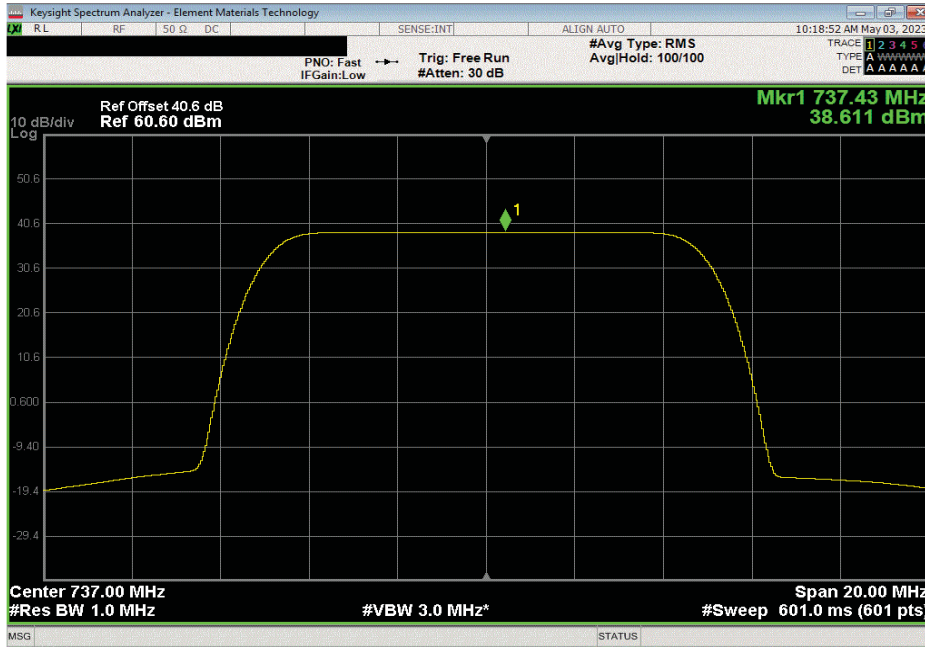 Keysight Spectrum Analyzer - Element Materials Technology
LXI RL RF 50 Ω DC SENSE:INT ALIGN AUTO 10:18:52 AM May 03, 2023
#Avg Type: RMS TRACE 1 2 3 4 5
PNO: Fast Trig: Free Run Avg|Hold: 100/100 TYPE A WWWWW
IFGain:Low #Atten: 30 dB DET A A A A A
Mkr1 737.43 MHz
Ref Offset 40.6 dB
10 dB/div Ref 60.60 dBm 38.611 dBm
Log
50.6
1
40.6
30.6
20.6
10.6
0.600
-9.40
-19.4
-29.4
Center 737.00 MHz Span 20.00 MHz
#Res BW 1.0 MHz #VBW 3.0 MHz* #Sweep 601.0 ms (601 pts)
MSG STATUS